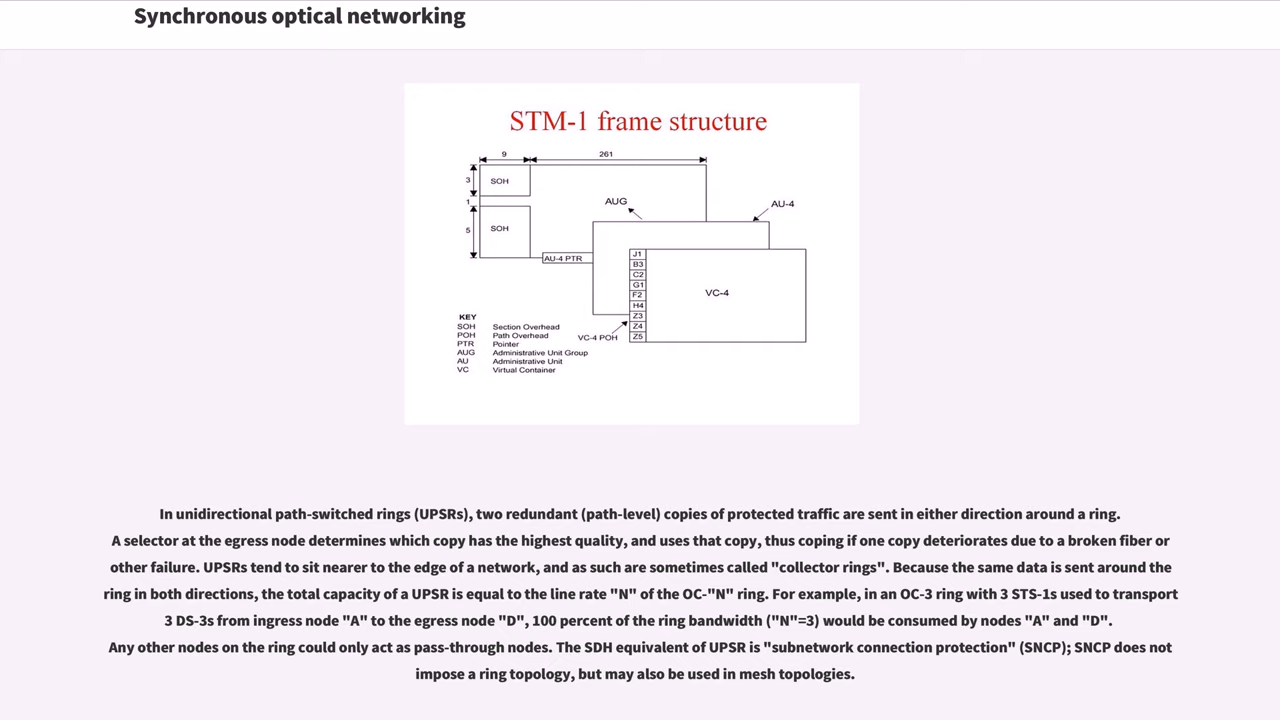 Synchronous optical networking
STM-1 frame structure
9
261
3
SOH
1
AUG
AU-4
5
SOH
AU-4 PTR
J1
B3
C2
G1
F2
H4
Z3
Z4
Z5
VC-4
VC-4 POH
KEY
SOH Section Overhead
POH Path Overhead
PTR Pointer
AUG Administrative Unit Group
AU Administrative Unit
VC Virtual Container
In unidirectional path-switched rings (UPSRs), two redundant (path-level) copies of protected traffic are sent in either direction around a ring.
A selector at the egress node determines which copy has the highest quality, and uses that copy, thus coping if one copy deteriorates due to a broken fiber or
other failure. UPSRs tend to sit nearer to the edge of a network, and as such are sometimes called "collector rings". Because the same data is sent around the
ring in both directions, the total capacity of a UPSR is equal to the line rate "N" of the OC-"N" ring. For example, in an OC-3 ring with 3 STS-1s used to transport
3 DS-3s from ingress node "A" to the egress node "D", 100 percent of the ring bandwidth ("N"=3) would be consumed by nodes "A" and "D".
Any other nodes on the ring could only act as pass-through nodes. The SDH equivalent of UPSR is "subnetwork connection protection" (SNCP); SNCP does not
impose a ring topology, but may also be used in mesh topologies.